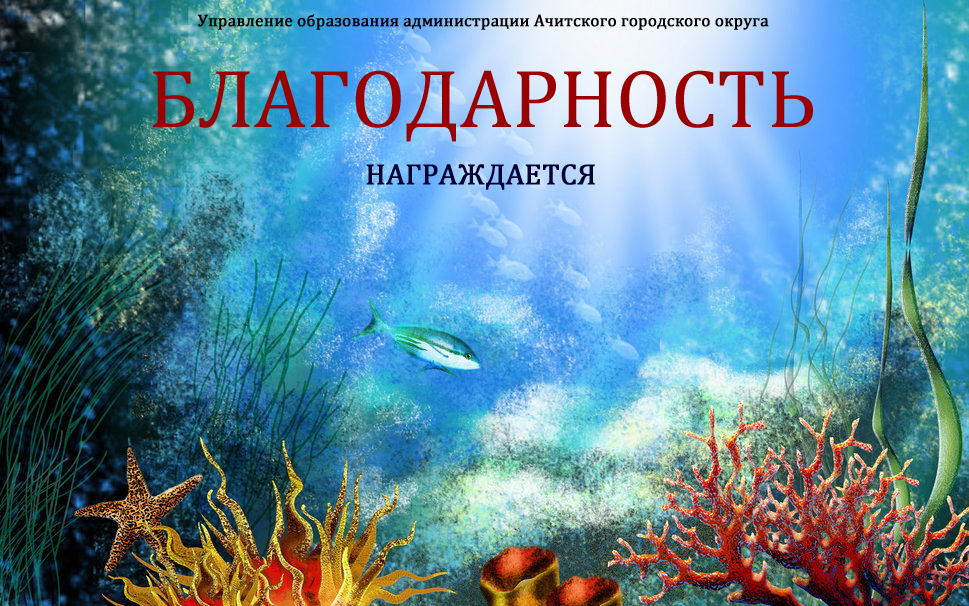 Управление образования администрации Ачитского городского округа
БЛАГОДАРНОСТЬ
НАГРАЖДАЕТСЯ